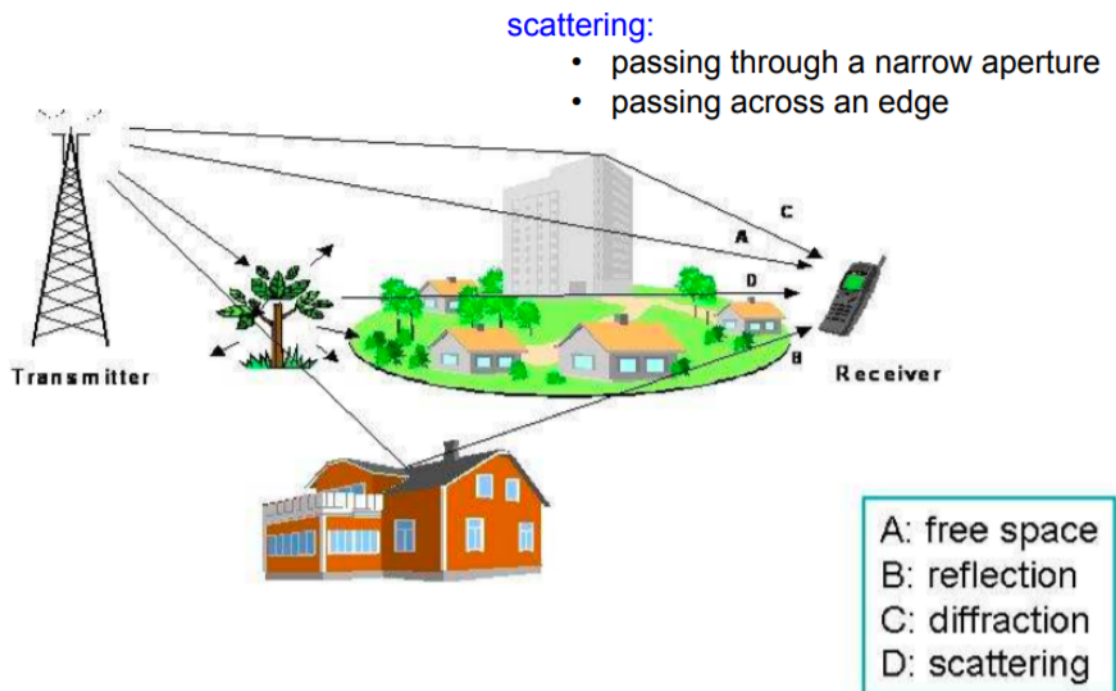 scattering:
• passing through a narrow aperture
• passing across an edge
C
A
D
B
Transmitter
Receiver
A: free space
B: reflection
C: diffraction
D: scattering